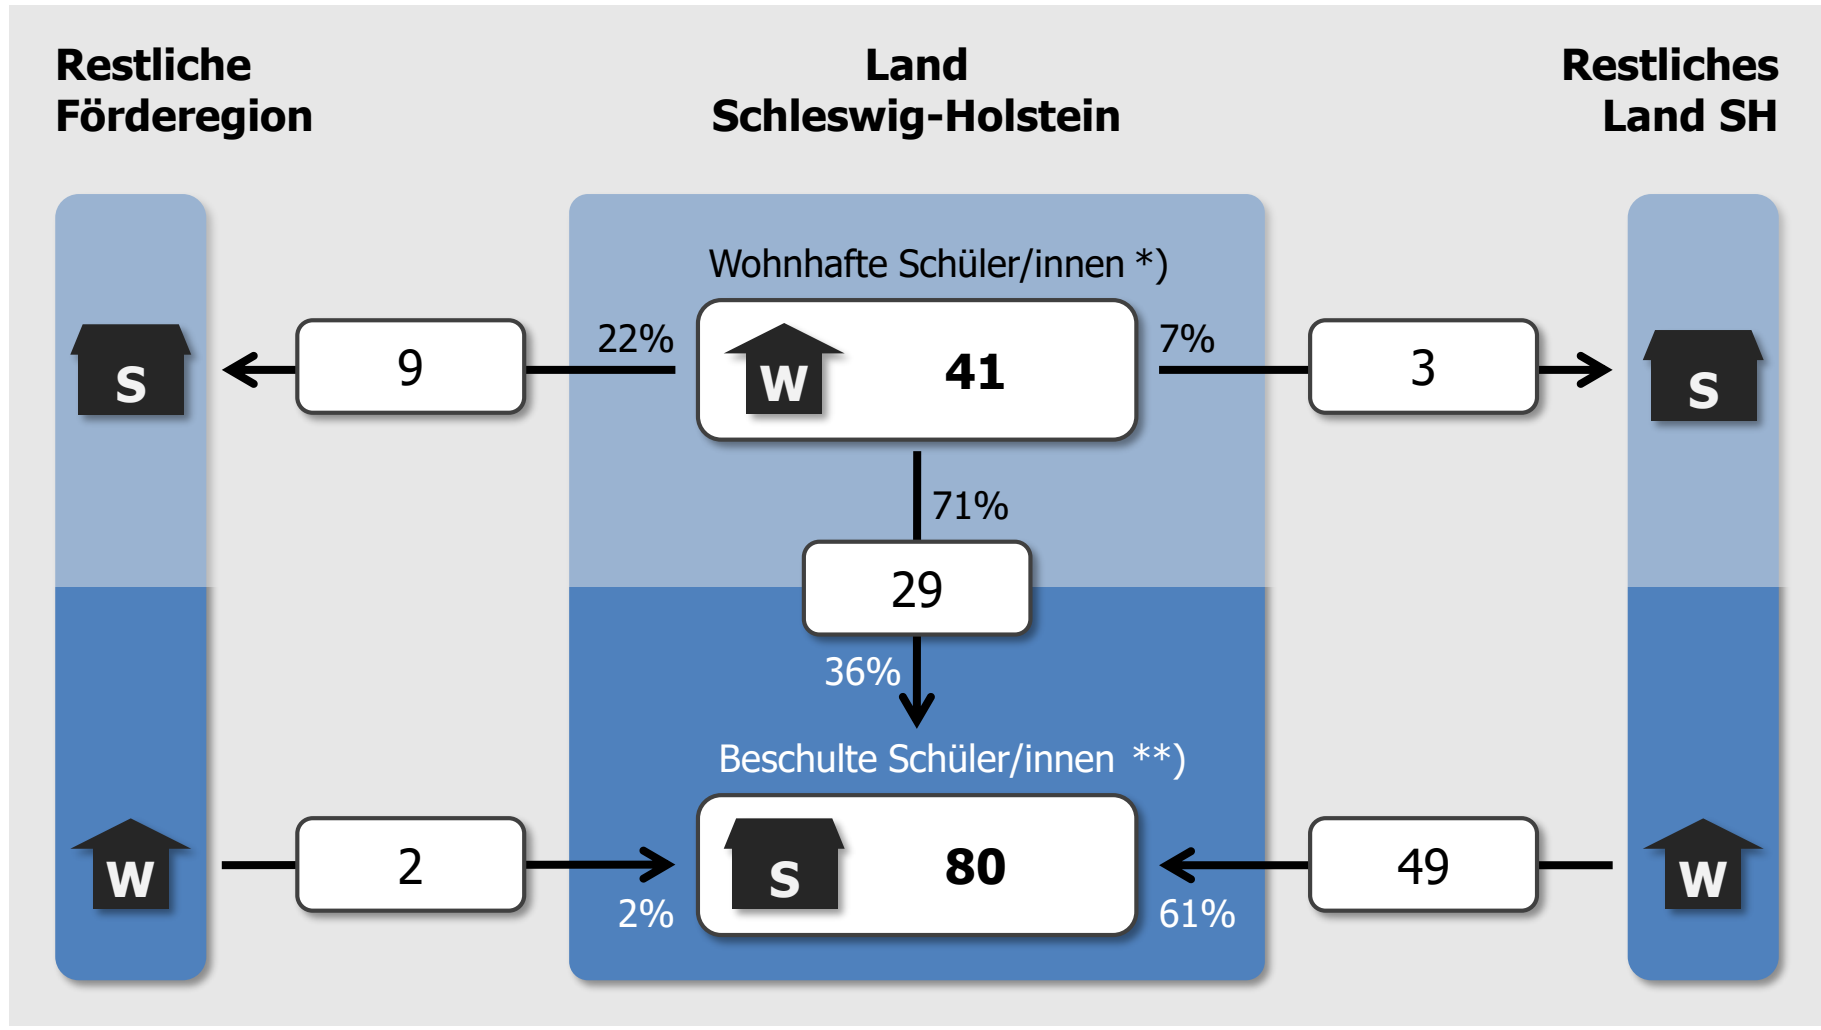 Restliche
Förderegion
Land
Schleswig-Holstein
Restliches
Land SH
Wohnhafte Schüler/innen *)
S
9
22%
W
41
7%
3
S
71%
29
36%
Beschulte Schüler/innen **)
W
2
2%
S
80
61%
49
W